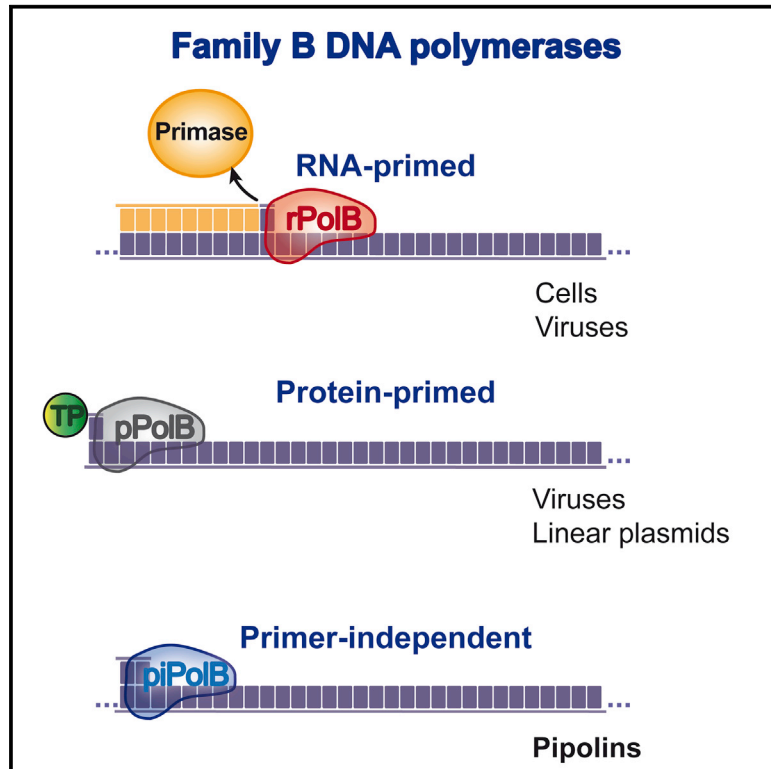 Family B DNA polymerases
Primase
RNA-primed
rPolB
... ...
Cells
Viruses
Protein-primed
TP
pPolB
...
Viruses
Linear plasmids
Primer-independent
piPolB
... ...
Pipolins